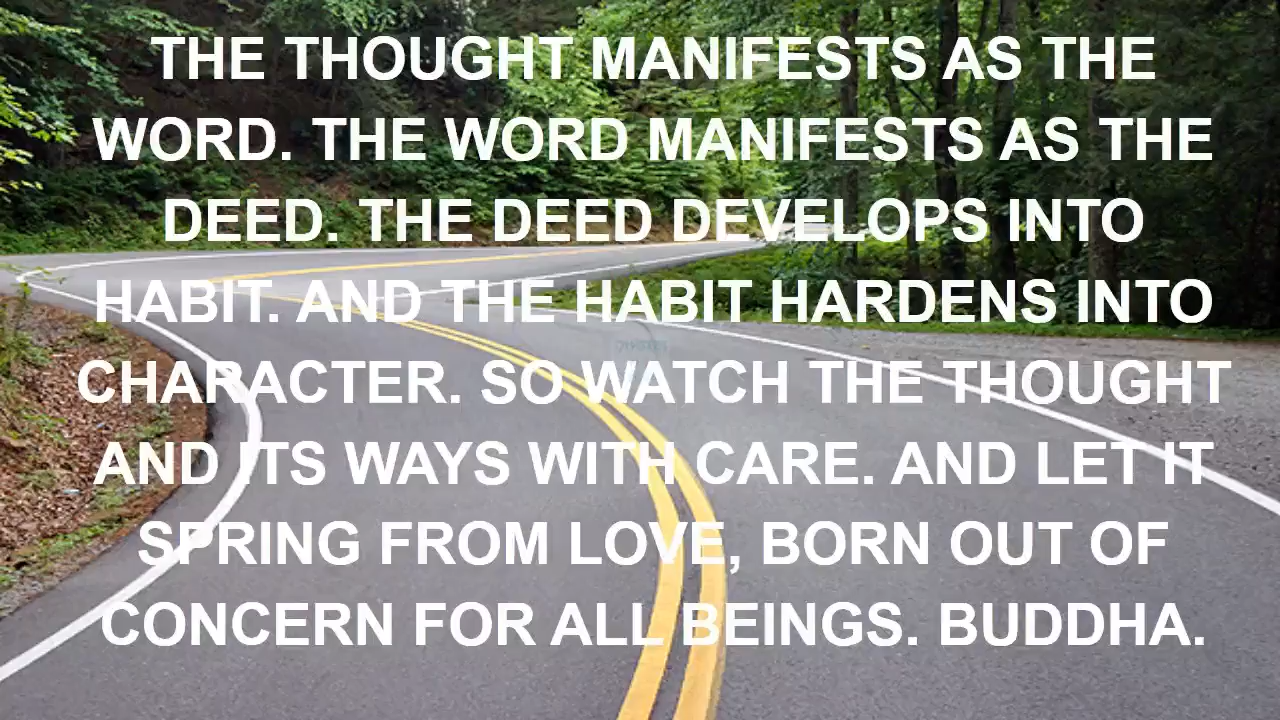 THE THOUGHT MANIFESTS AS THE
WORD. THE WORD MANIFESTS AS THE
DEED. THE DEED DEVELOPS INTO
HABIT. AND THE HABIT HARDENS INTO
CHARACTER. SO WATCH THE THOUGHT
AND ITS WAYS WITH CARE. AND LET IT
SPRING FROM LOVE, BORN OUT OF
CONCERN FOR ALL BEINGS. BUDDHA.